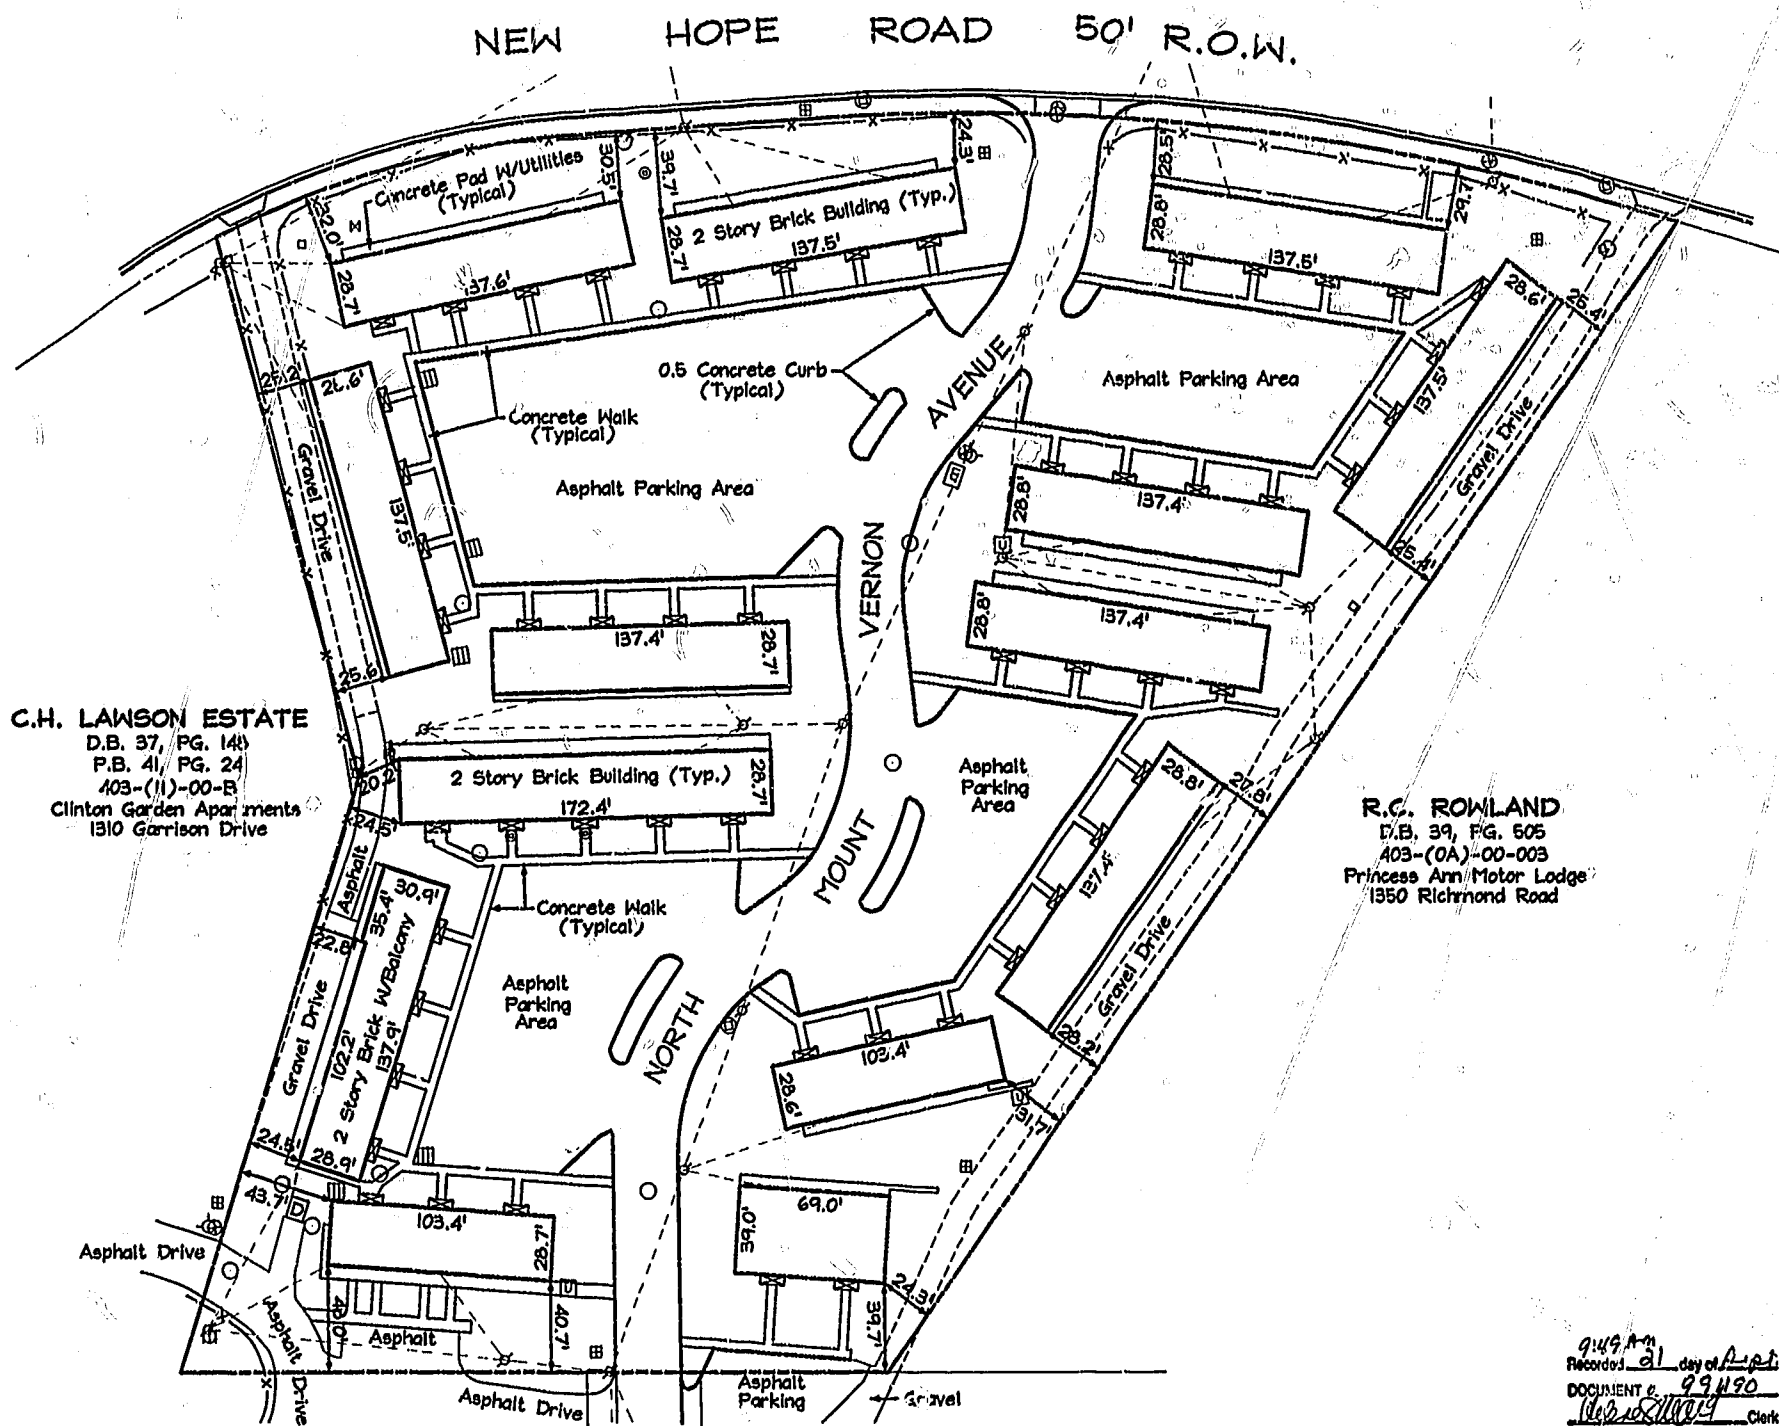 NEW HOPE ROAD 50' R.O.W.
Concrete Pad W/Utilities
(Typical)
30.5'
39.7'
24.3'
28.5'
29.7'
32.0'
28.7'
137.6'
28.7'
2 Story Brick Building (Typ.)
137.5'
28.8'
137.5'
28.6'
25.4'
137.5'
Gravel Drive
0.5 Concrete Curb
(Typical)
AVENUE
Asphalt Parking Area
Concrete Walk
(Typical)
Asphalt Parking Area
Gravel Drive
137.5'
25.6'
28.8'
137.4'
28.8'
137.4'
VERNON
137.4'
28.7'
C.H. LAWSON ESTATE
D.B. 37, PG.
P.B. 41, PG. 24
403-(11)-00-B
Clinton Garden Apartments
1310 Garrison Drive
20.2'
2 Story Brick Building (Typ.)
172.4'
28.7'
24.5'
Asphalt
Parking
Area
28.8'
137.4'
Gravel Drive
28.2'
R.C. ROWLAND
D.B. 39, PG. 505
403-(0A)-00-003
Princess Ann Motor Lodge
1350 Richmond Road
MOUNT
Asphalt
30.9'
35.4'
22.8'
Concrete Walk
(Typical)
Gravel Drive
102.2'
2 Story Brick W/Balcony
137.9'
24.5'
28.9'
Asphalt
Parking
Area
NORTH
103.4'
28.6'
31.7'
43.7'
D
103.4'
28.7'
69.0'
39.0'
24.3'
39.7'
Asphalt Drive
Asphalt Drive
Asphalt
40.7'
Asphalt Drive
Asphalt
Parking
Gravel
9:49 AM
Recorded 21 day of
DOCUMENT #
Clerk